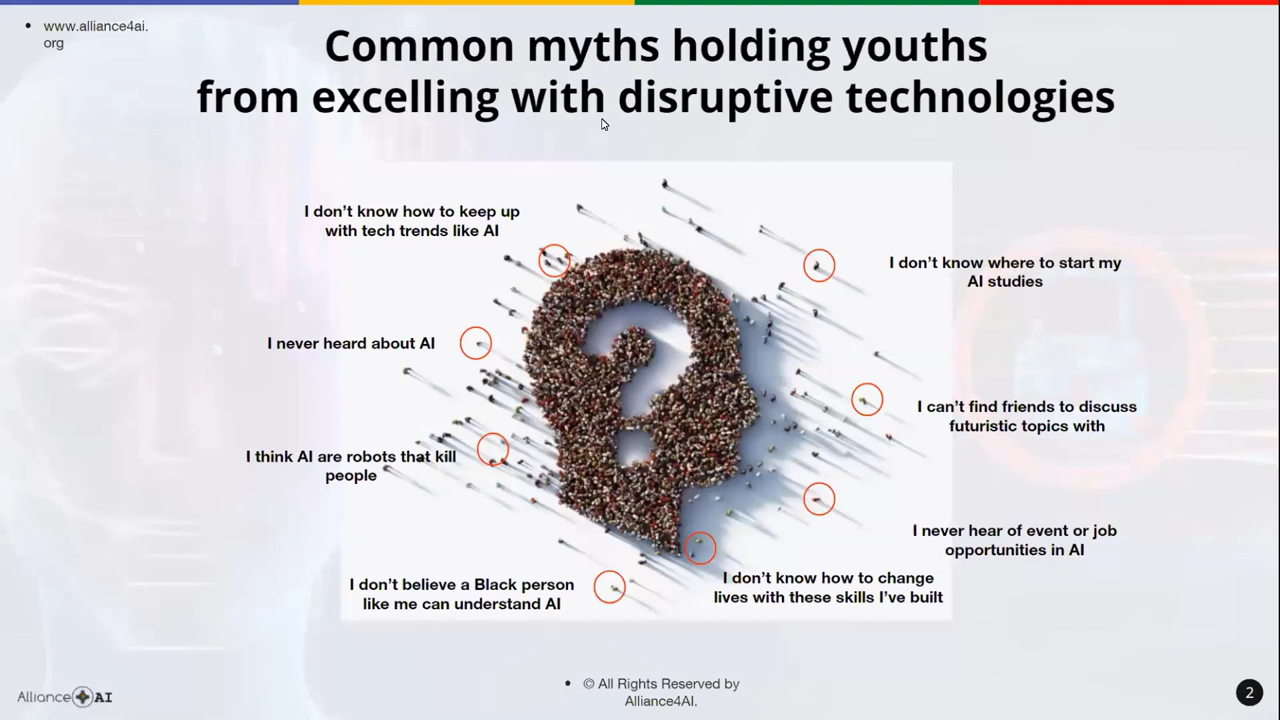 • www.alliance4ai.
org
Common myths holding youths
from excelling with disruptive technologies
I don't know how to keep up
with tech trends like AI
I don't know where to start my
AI studies
I never heard about AI
I can't find friends to discuss
futuristic topics with
I think AI are robots that kill
people
I never hear of event or job
opportunities in AI
I don't believe a Black person
like me can understand AI
I don't know how to change
lives with these skills I've built
Alliance4AI
• © All Rights Reserved by
Alliance4AI.
2